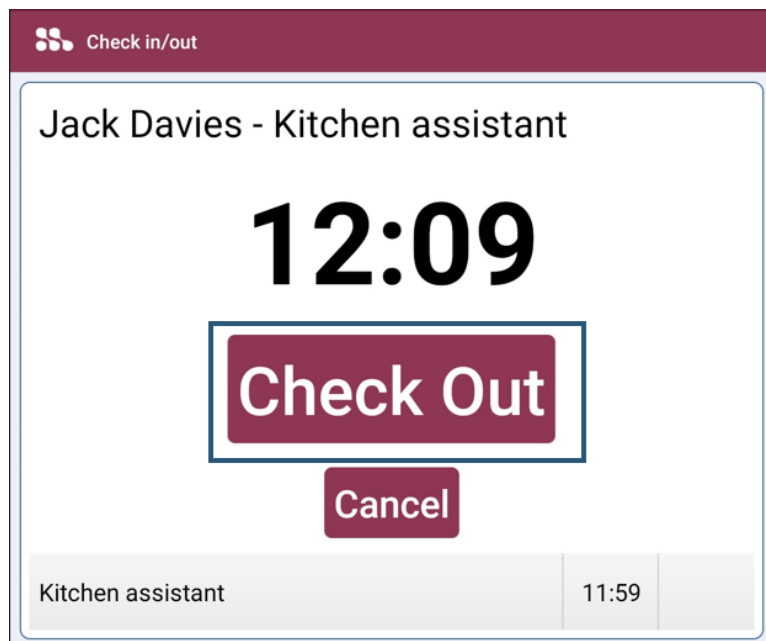 Check in/out
Jack Davies - Kitchen assistant
12:09
Check Out
Cancel
Kitchen assistant 11:59